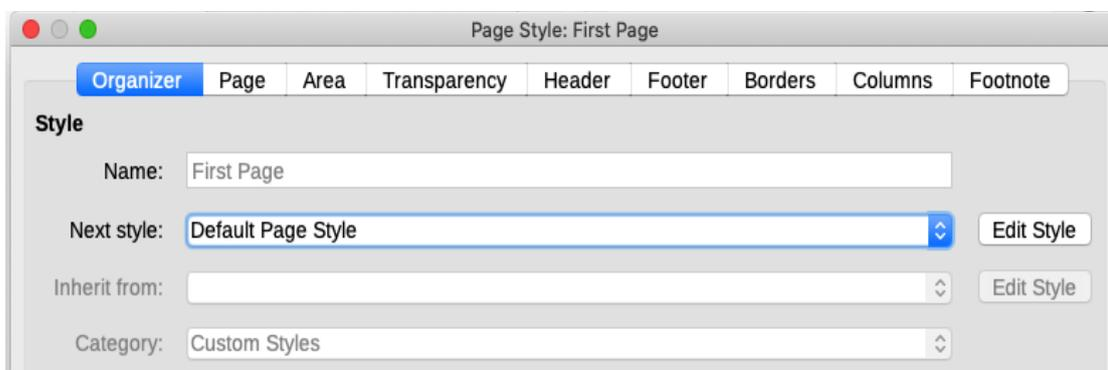 Page Style: First Page
Organizer Page Area Transparency Header Footer Borders Columns Footnote
Style
Name: First Page
Next style: Default Page Style Edit Style
Inherit from: Edit Style
Category: Custom Styles